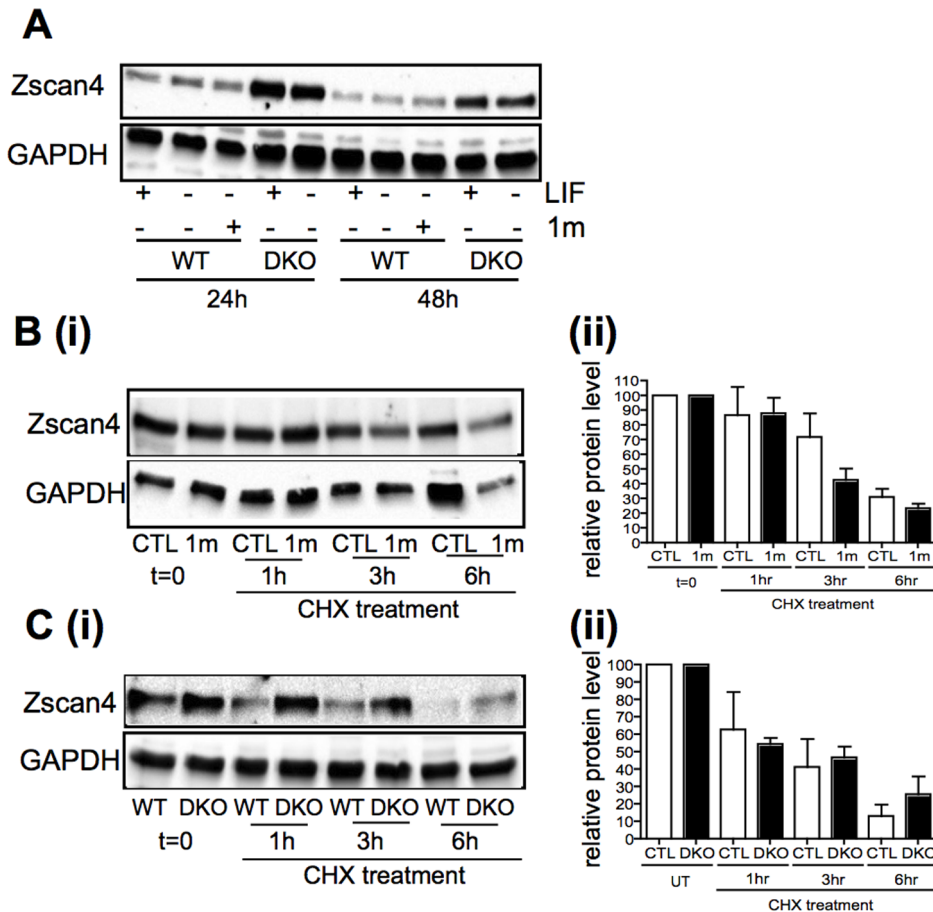 A
Zscan4
GAPDH
+ - - + - + - - + - LIF
- - + - - - - + - - 1m
WT DKO WT DKO
24h 48h
B (i)
Zscan4
GAPDH
CTL 1m CTL 1m CTL 1m CTL 1m
t=0 1h 3h 6h
CHX treatment
(ii)
relative protein level
110
100
90
80
70
60
50
40
30
20
10
0
CTL 1m CTL 1m CTL 1m CTL 1m
t=0 1hr 3hr 6hr
CHX treatment
C (i)
Zscan4
GAPDH
WT DKO WT DKO WT DKO WT DKO
t=0 1h 3h 6h
CHX treatment
(ii)
relative protein level
100
90
80
70
60
50
40
30
20
10
0
CTL DKO CTL DKO CTL DKO CTL DKO
UT 1hr 3hr 6hr
CHX treatment